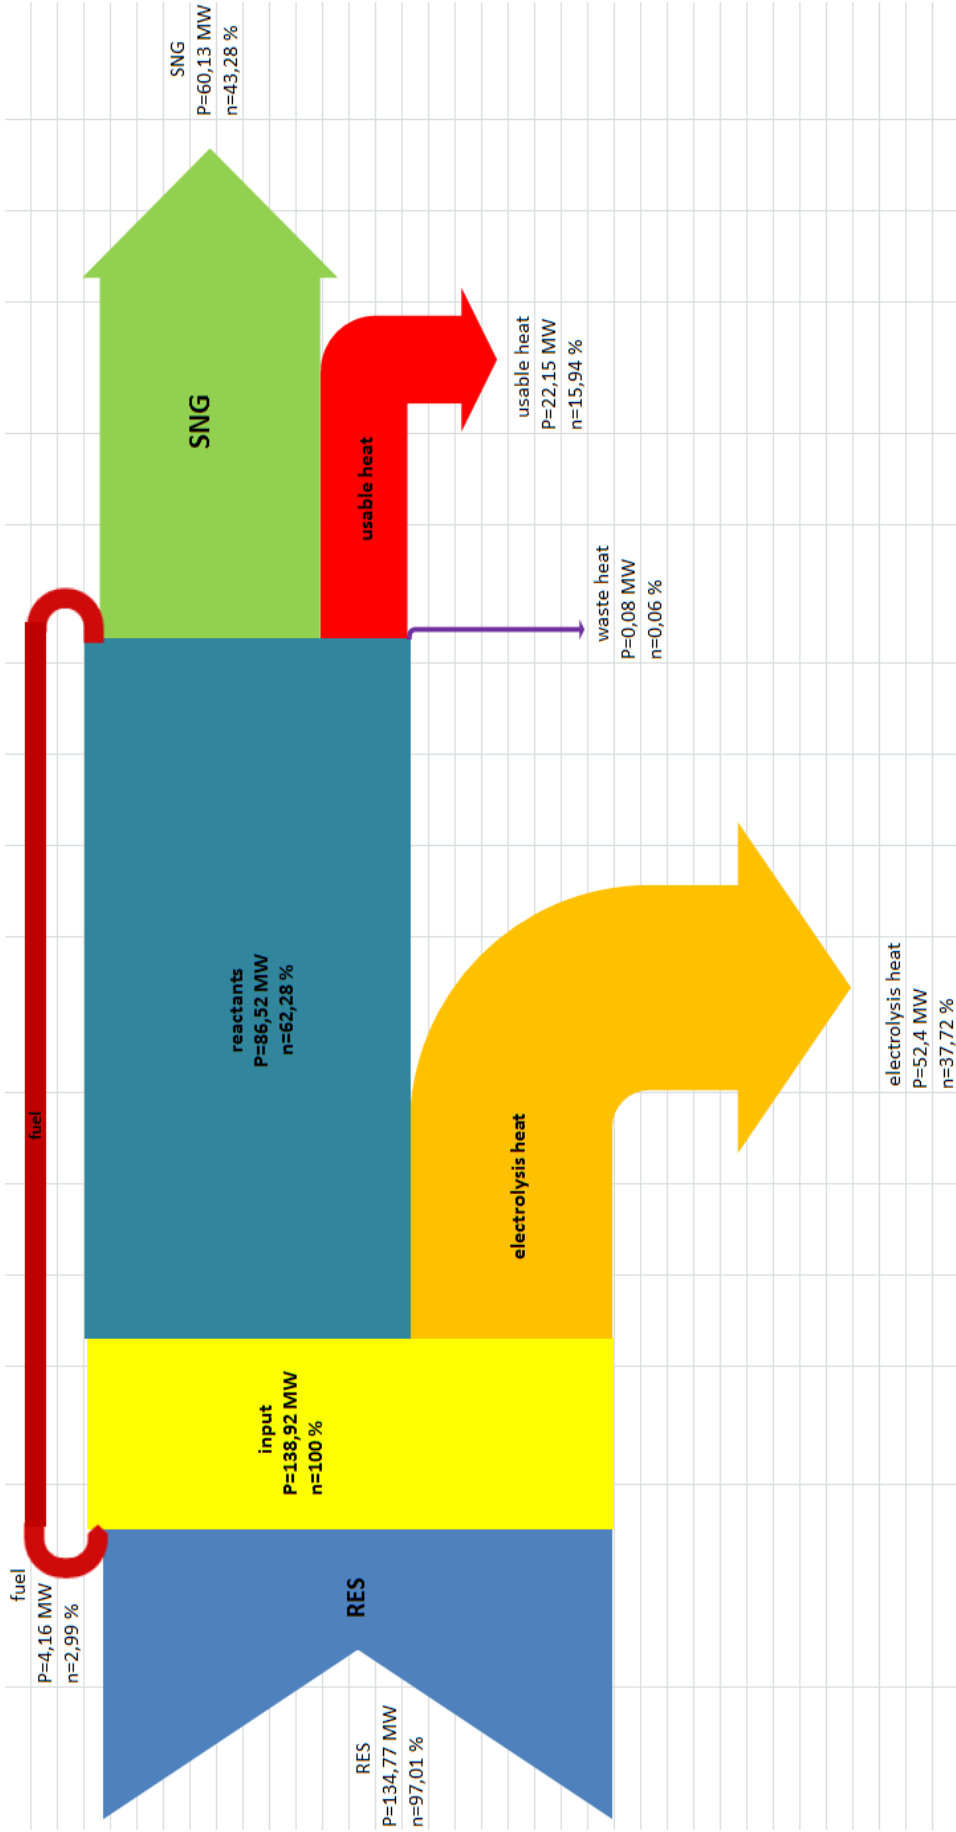 fuel
P=4,16 MW
n=2,99 %
RES
P=134,77 MW
n=97,01 %
RES
input
P=138,92 MW
n=100 %
fuel
reactants
P=86,52 MW
n=62,28 %
electrolysis heat
electrolysis heat
P=52,4 MW
n=37,72 %
waste heat
P=0,08 MW
n=0,06 %
usable heat
usable heat
P=22,15 MW
n=15,94 %
SNG
SNG
P=60,13 MW
n=43,28 %